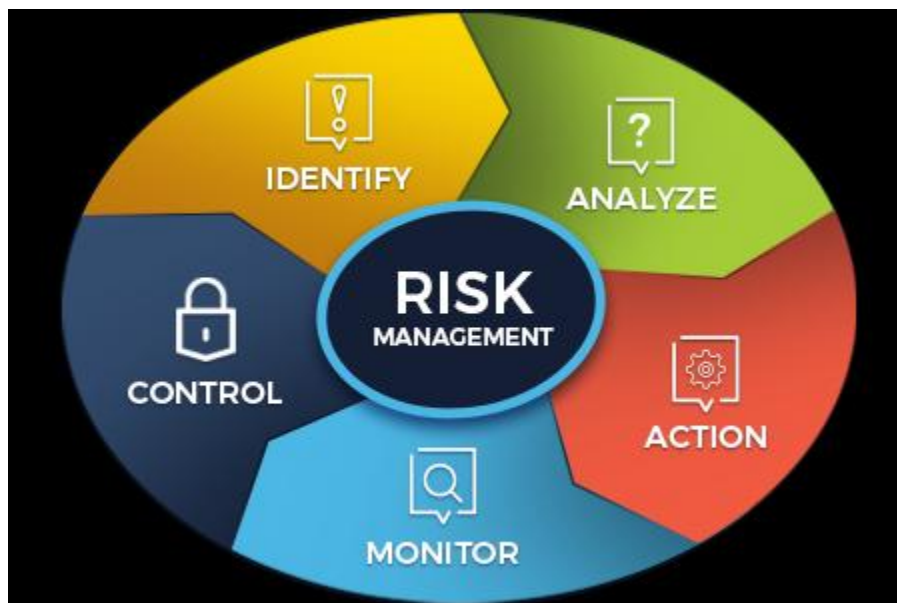 IDENTIFY
ANALYZE
RISK
MANAGEMENT
CONTROL
ACTION
MONITOR